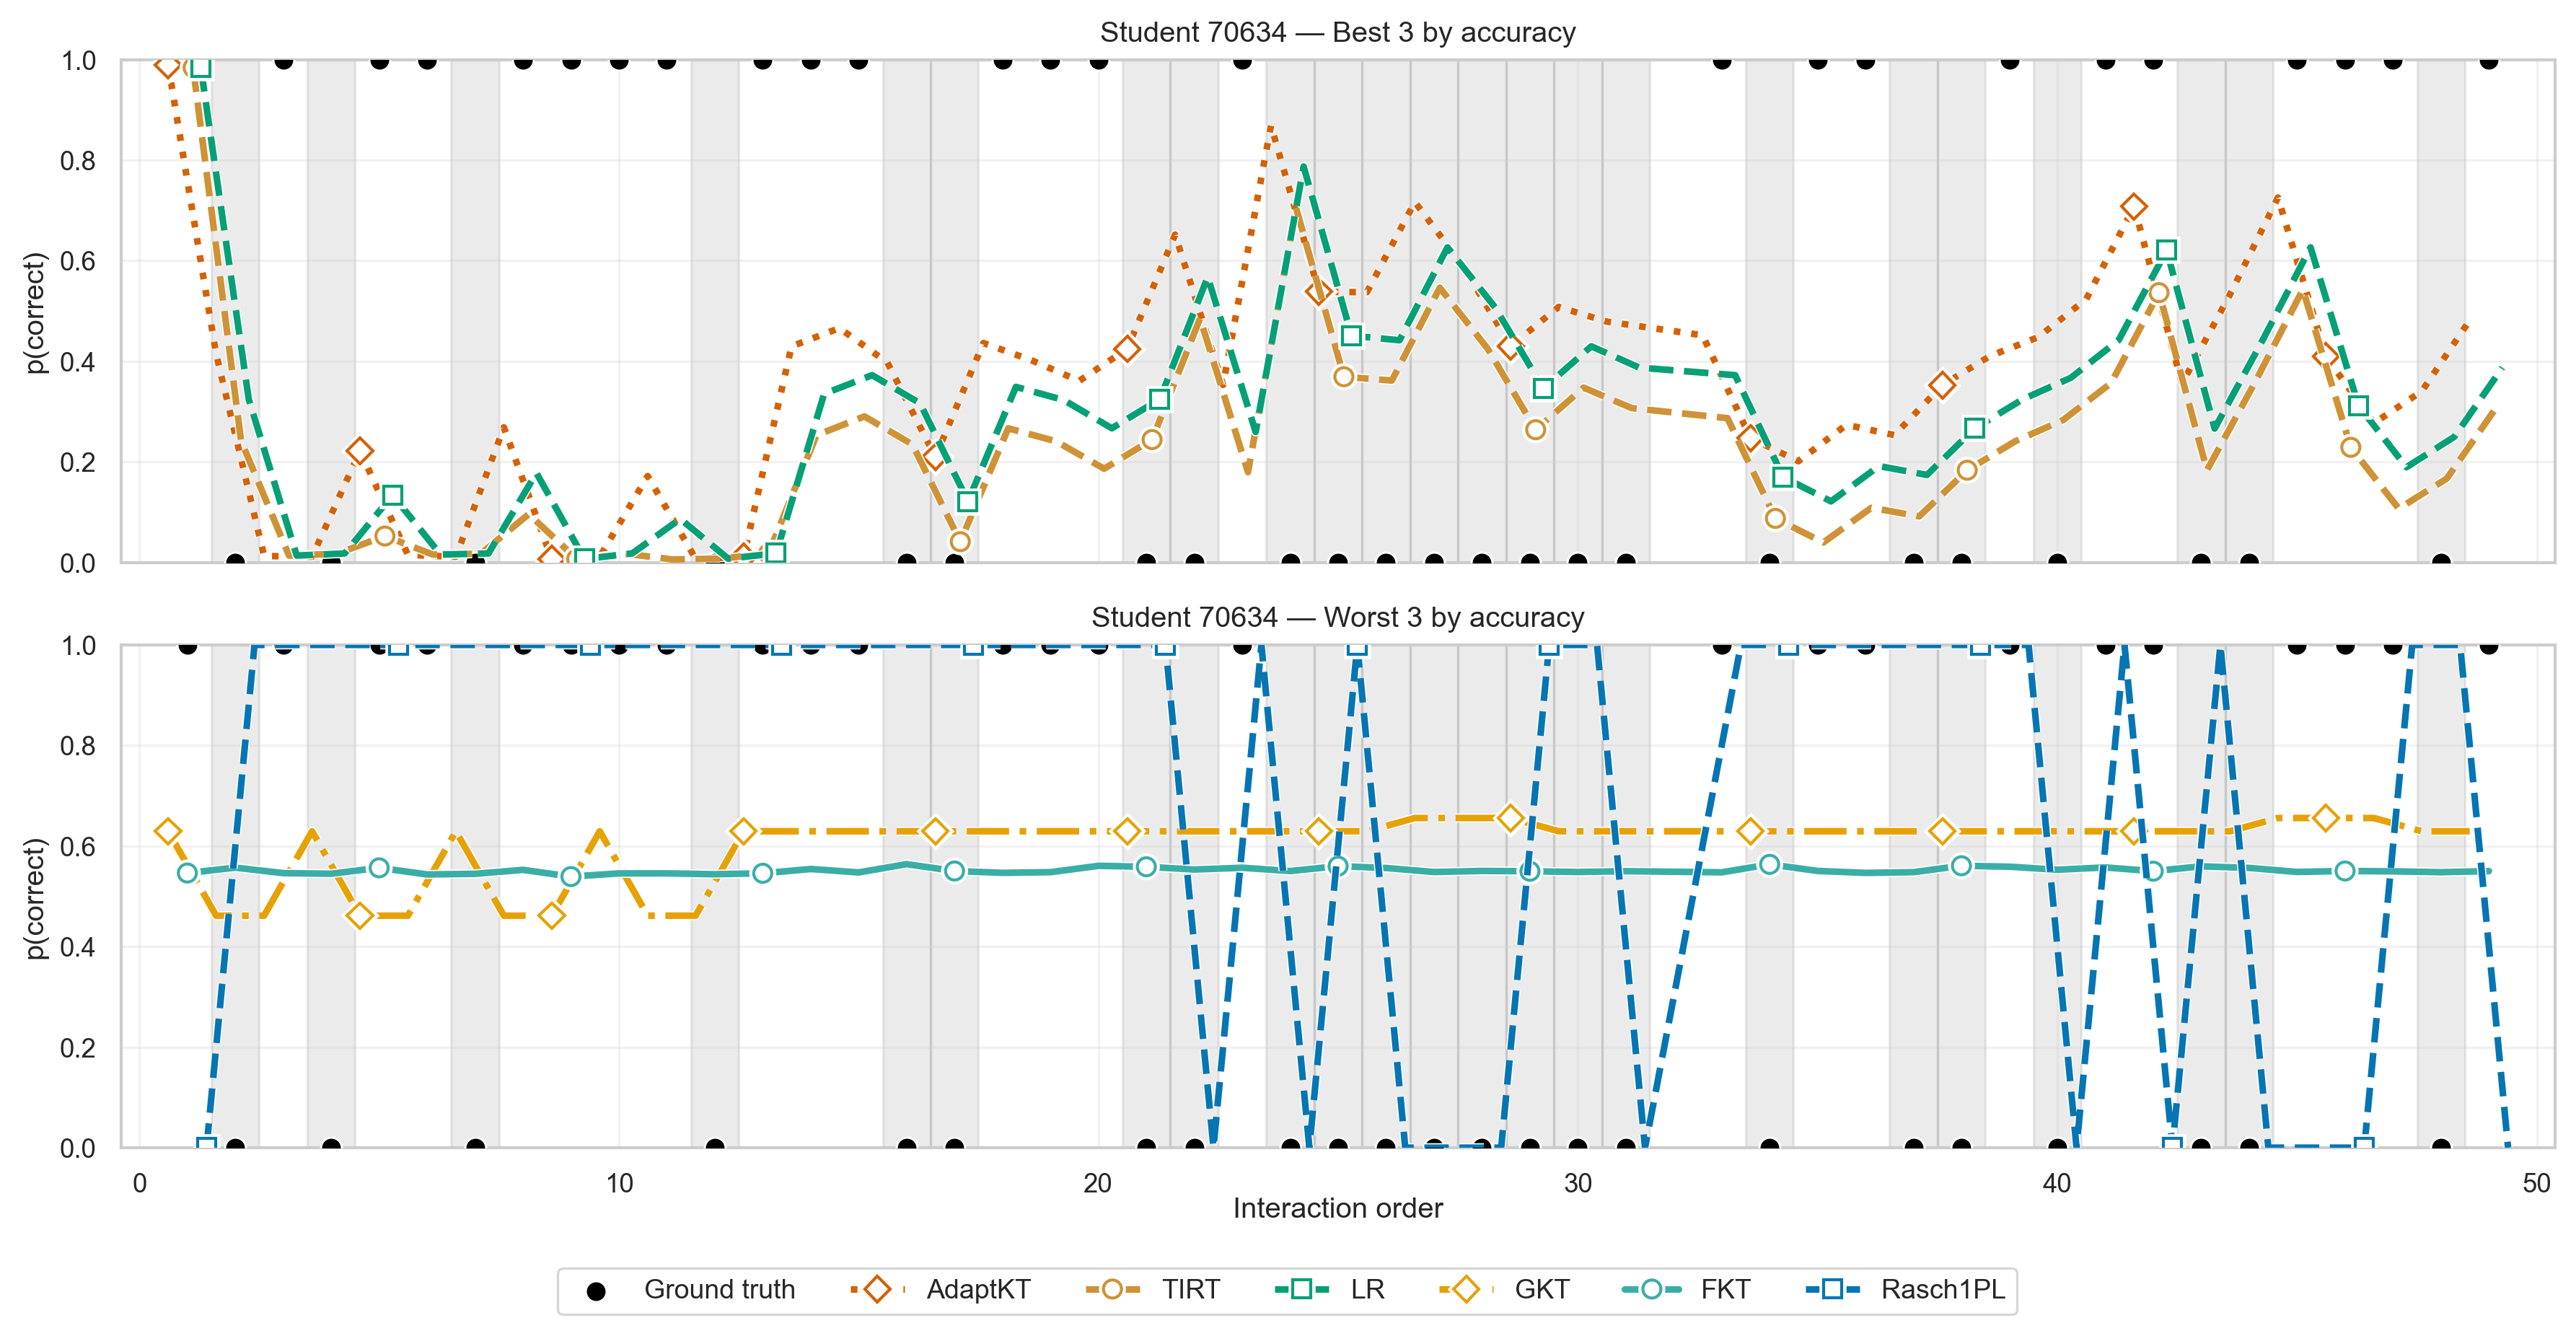 Student 70634 — Best 3 by accuracy
1.0
0.8
0.6
0.4
0.2
0.0
p(correct)
Student 70634 — Worst 3 by accuracy
1.0
0.8
0.6
0.4
0.2
0.0
p(correct)
0 10 20 30 40 50
Interaction order
Ground truth AdaptKT TIRT LR GKT FKT Rasch1PL